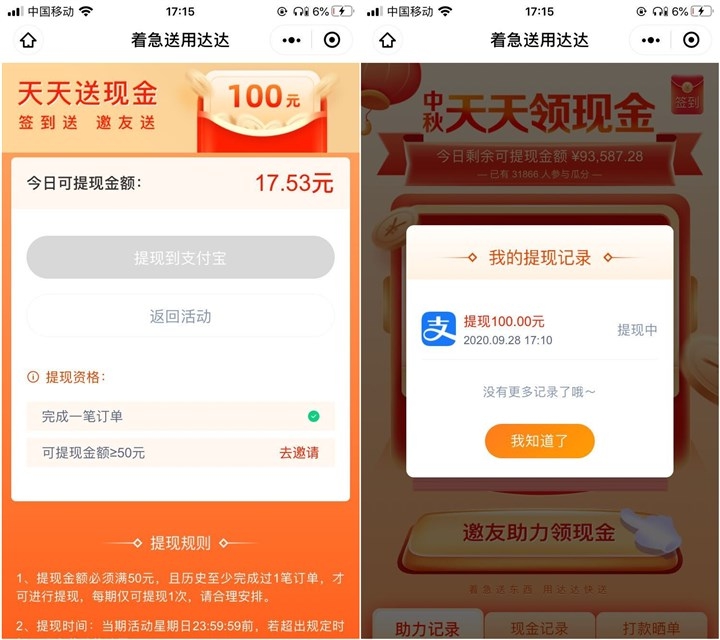 中国移动 17:15 6%
着急送用达达
天天送现金
签到送 邀友送
100元
今日可提现金额： 17.53元
提现到支付宝
返回活动
提现资格：
完成一笔订单
可提现金额≥50元 去邀请
提现规则
1、提现金额必须满50元，且历史至少完成过1笔订单，才
可进行提现，每期仅可提现1次，请合理安排。
2、提现时间：当期活动星期日23:59:59前，若超出规定时
中国移动 17:15 6%
着急送用达达
签到
中秋天天领现金
今日剩余可提现金额 ¥93,587.28
已有 31866 人参与瓜分
我的提现记录
支
提现100.00元
2020.09.28 17:10
提现中
没有更多记录了哦～
我知道了
邀友助力领现金
着急送东西 用达达快送
助力记录 现金记录 打款晒单